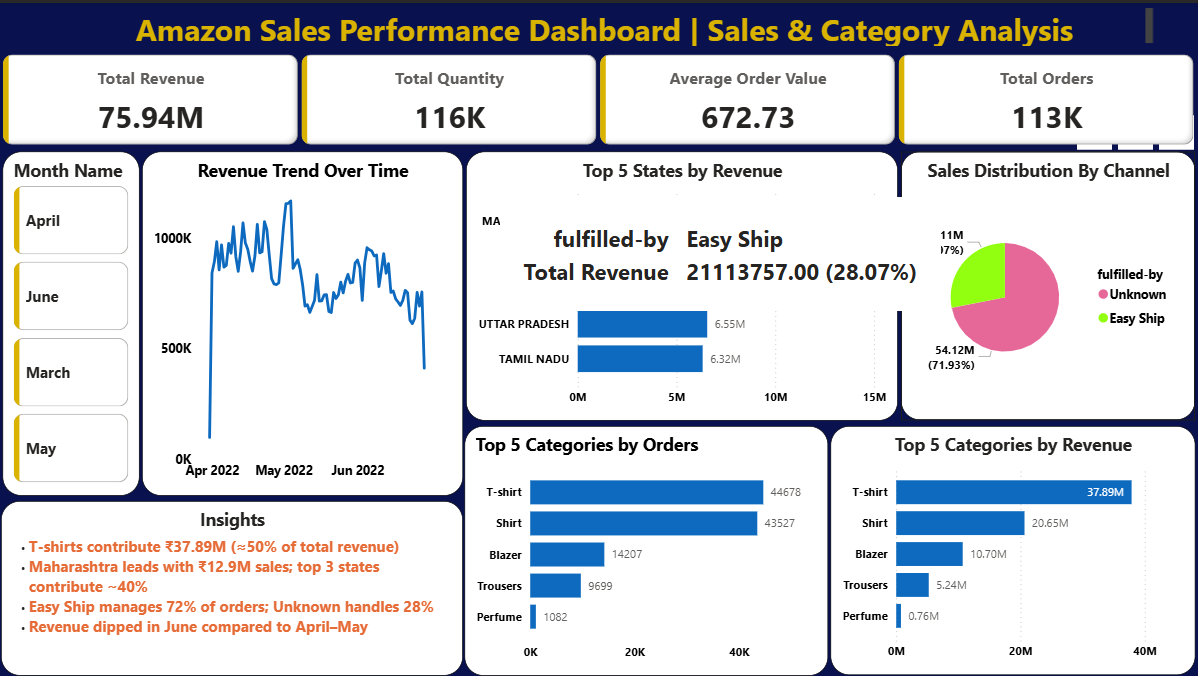 Amazon Sales Performance Dashboard | Sales & Category Analysis
Total Revenue
75.94M
Total Quantity
116K
Average Order Value
672.73
Total Orders
113K
Month Name
April
June
March
May
Revenue Trend Over Time
1000K
500K
0K
Apr 2022 May 2022 Jun 2022
Top 5 States by Revenue
MA
fulfilled-by Easy Ship
Total Revenue 21113757.00 (28.07%)
UTTAR PRADESH 6.55M
TAMIL NADU 6.32M
0M 5M 10M 15M
Sales Distribution By Channel
11M
07%)
54.12M
(71.93%)
fulfilled-by
Unknown
Easy Ship
Insights
• T-shirts contribute ₹37.89M (≈50% of total revenue)
• Maharashtra leads with ₹12.9M sales; top 3 states
contribute ~40%
• Easy Ship manages 72% of orders; Unknown handles 28%
• Revenue dipped in June compared to April–May
Top 5 Categories by Orders
T-shirt 44678
Shirt 43527
Blazer 14207
Trousers 9699
Perfume 1082
0K 20K 40K
Top 5 Categories by Revenue
T-shirt 37.89M
Shirt 20.65M
Blazer 10.70M
Trousers 5.24M
Perfume 0.76M
0M 20M 40M